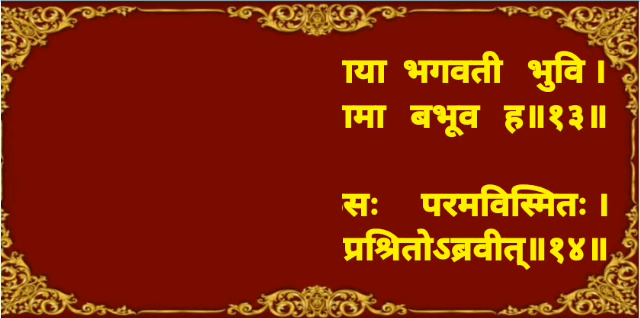 ाया भगवती भुवि ।
ामा बभूव ह॥१३॥
सः परमविस्मितः ।
प्रश्रितोऽब्रवीत्॥१४॥